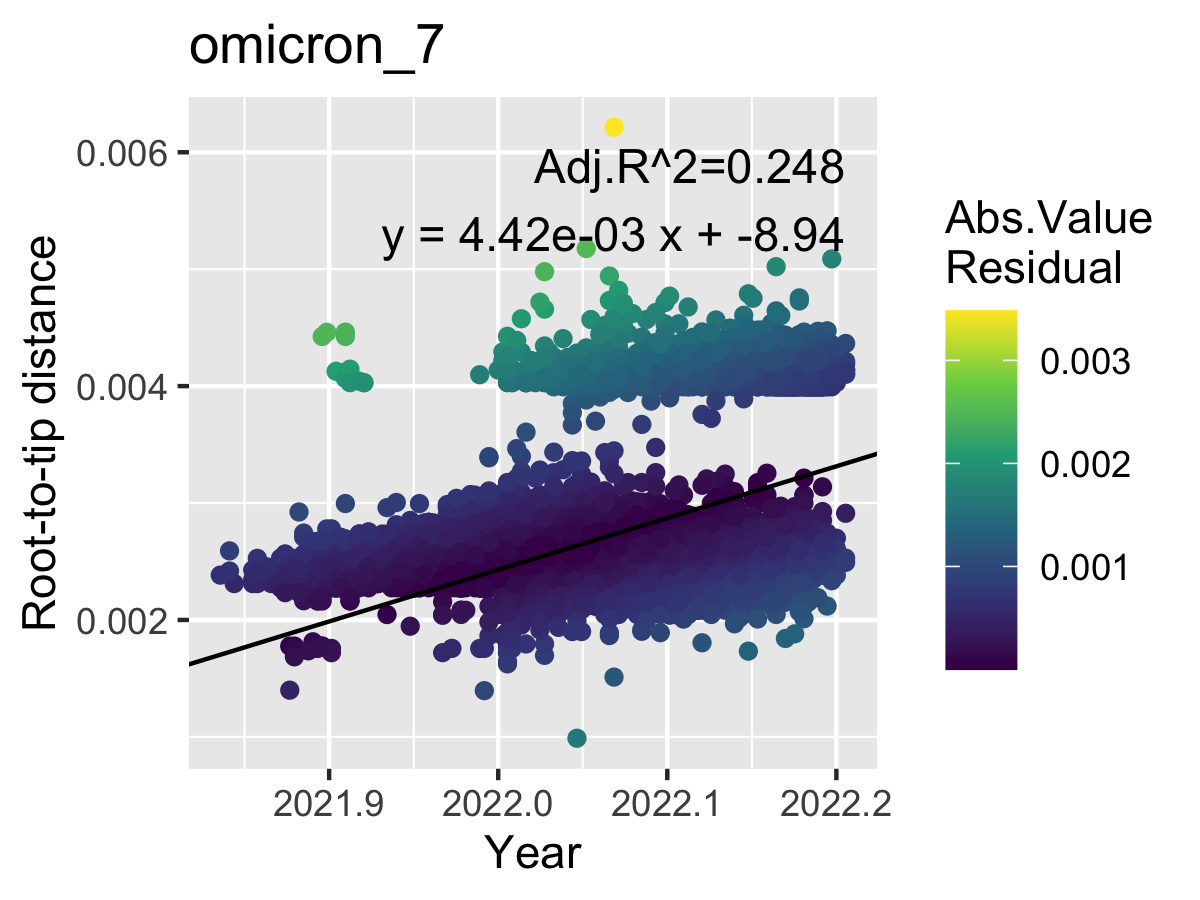 omicron_7
Adj.R^2=0.248
y = 4.42e-03 x + -8.94
0.006
0.004
0.002
Root-to-tip distance
2021.9
2022.0
2022.1
2022.2
Year
Abs.Value
Residual
0.003
0.002
0.001